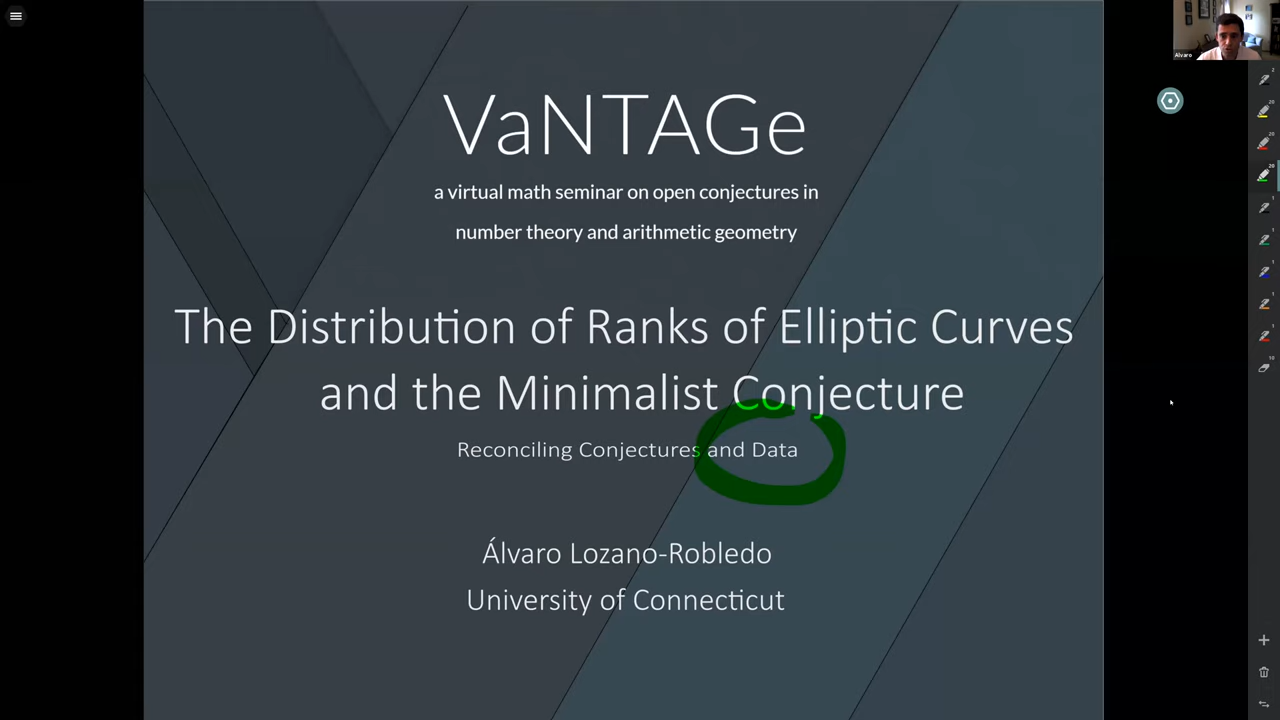 VaNTAGe
a virtual math seminar on open conjectures in
number theory and arithmetic geometry
The Distribution of Ranks of Elliptic Curves
and the Minimalist Conjecture
Reconciling Conjectures and Data
Álvaro Lozano-Robledo
University of Connecticut
Alvaro